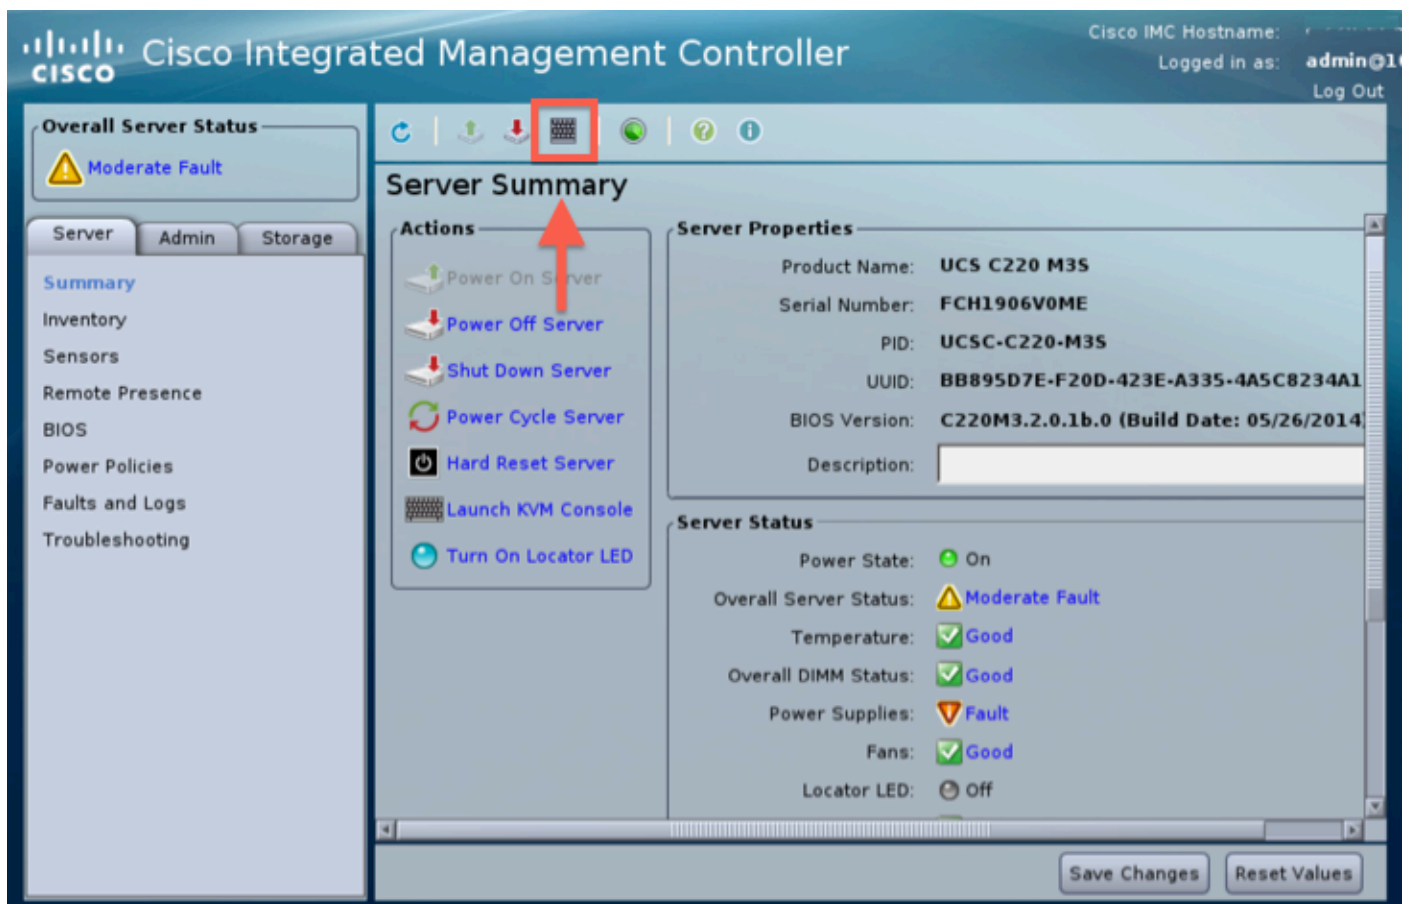 Cisco IMC Hostname:
CISCO
Cisco Integrated Management Controller
Logged in as: admin@1
Log Out
Overall Server Status
Moderate Fault
Server Admin Storage
Summary
Inventory
Sensors
Remote Presence
BIOS
Power Policies
Faults and Logs
Troubleshooting
Server Summary
Actions
Power On Server
Power Off Server
Shut Down Server
Power Cycle Server
Hard Reset Server
Launch KVM Console
Turn On Locator LED
Server Properties
Product Name: UCS C220 M3S
Serial Number: FCH1906V0ME
PID: UCSC-C220-M3S
UUID: BB895D7E-F20D-423E-A335-4A5C8234A1
BIOS Version: C220M3.2.0.1b.0 (Build Date: 05/26/2014
Description:
Server Status
Power State: On
Overall Server Status: Moderate Fault
Temperature: Good
Overall DIMM Status: Good
Power Supplies: Fault
Fans: Good
Locator LED: Off
Save Changes Reset Values